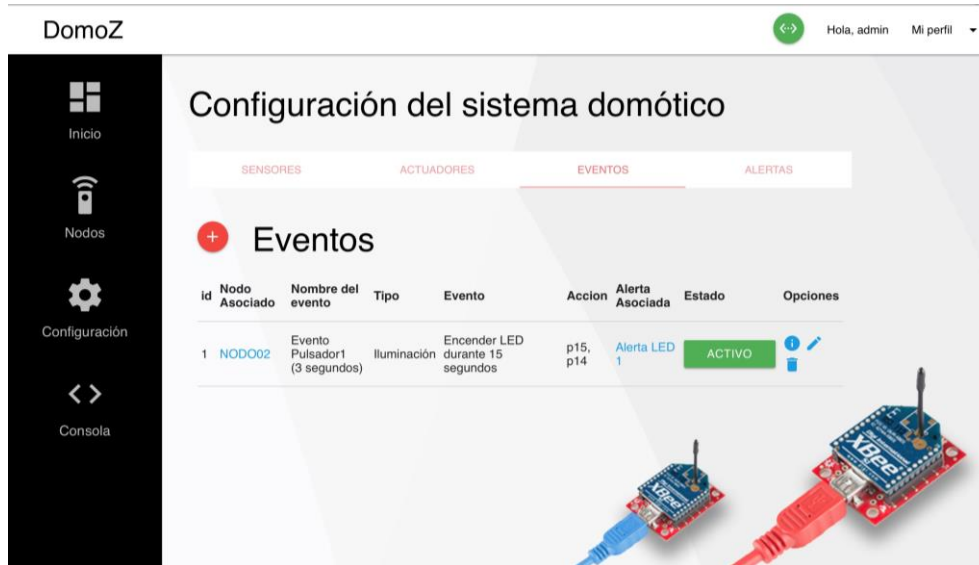 DomoZ
Hola, admin
Mi perfil
Inicio
Nodos
Configuración
Consola
Configuración del sistema domótico
SENSORES ACTUADORES EVENTOS ALERTAS
Eventos
id Nodo Asociado Nombre del evento Tipo Evento Accion Alerta Asociada Estado Opciones
1 NODO02 Evento Pulsador1 (3 segundos) Iluminación Encender LED durante 15 segundos p15, p14 Alerta LED 1 ACTIVO
XBee
XBee